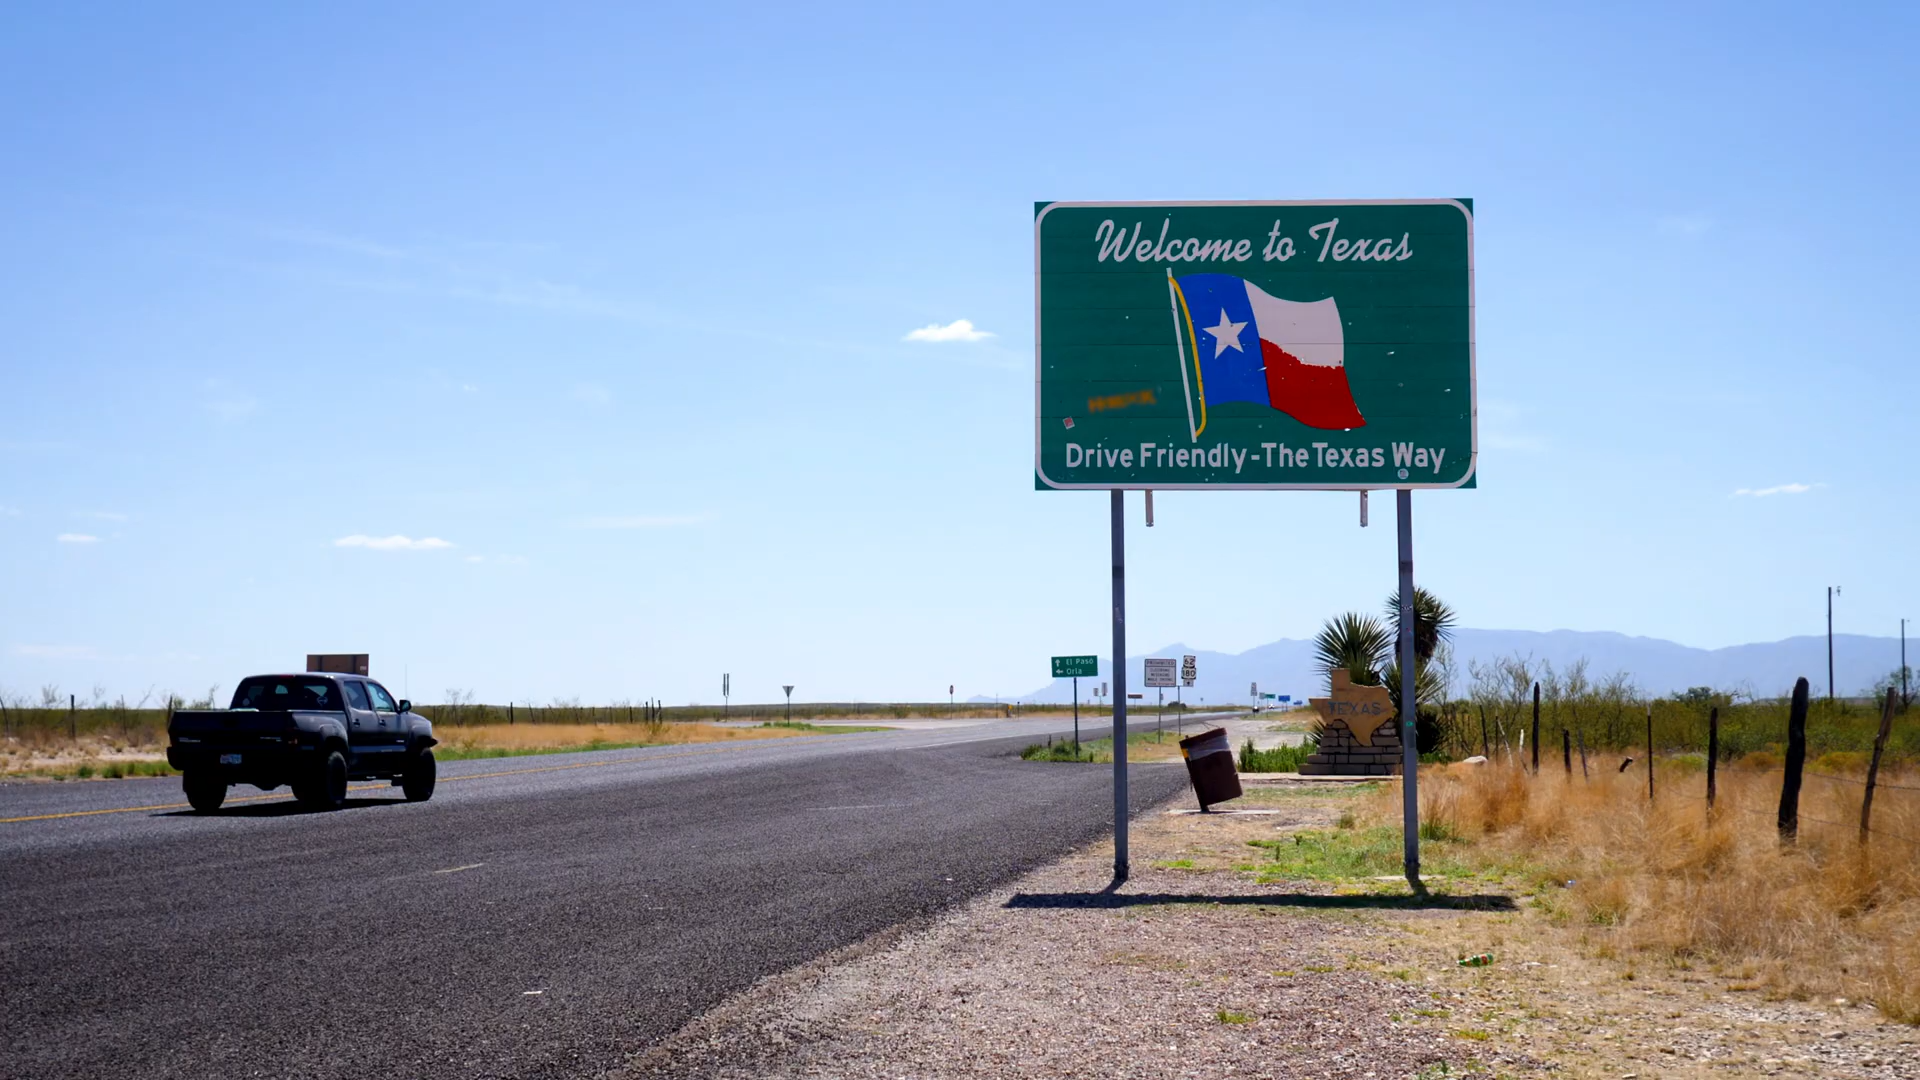 Welcome to Texas
Drive Friendly - The Texas Way
El Paso
Orla
62
180
TEXAS